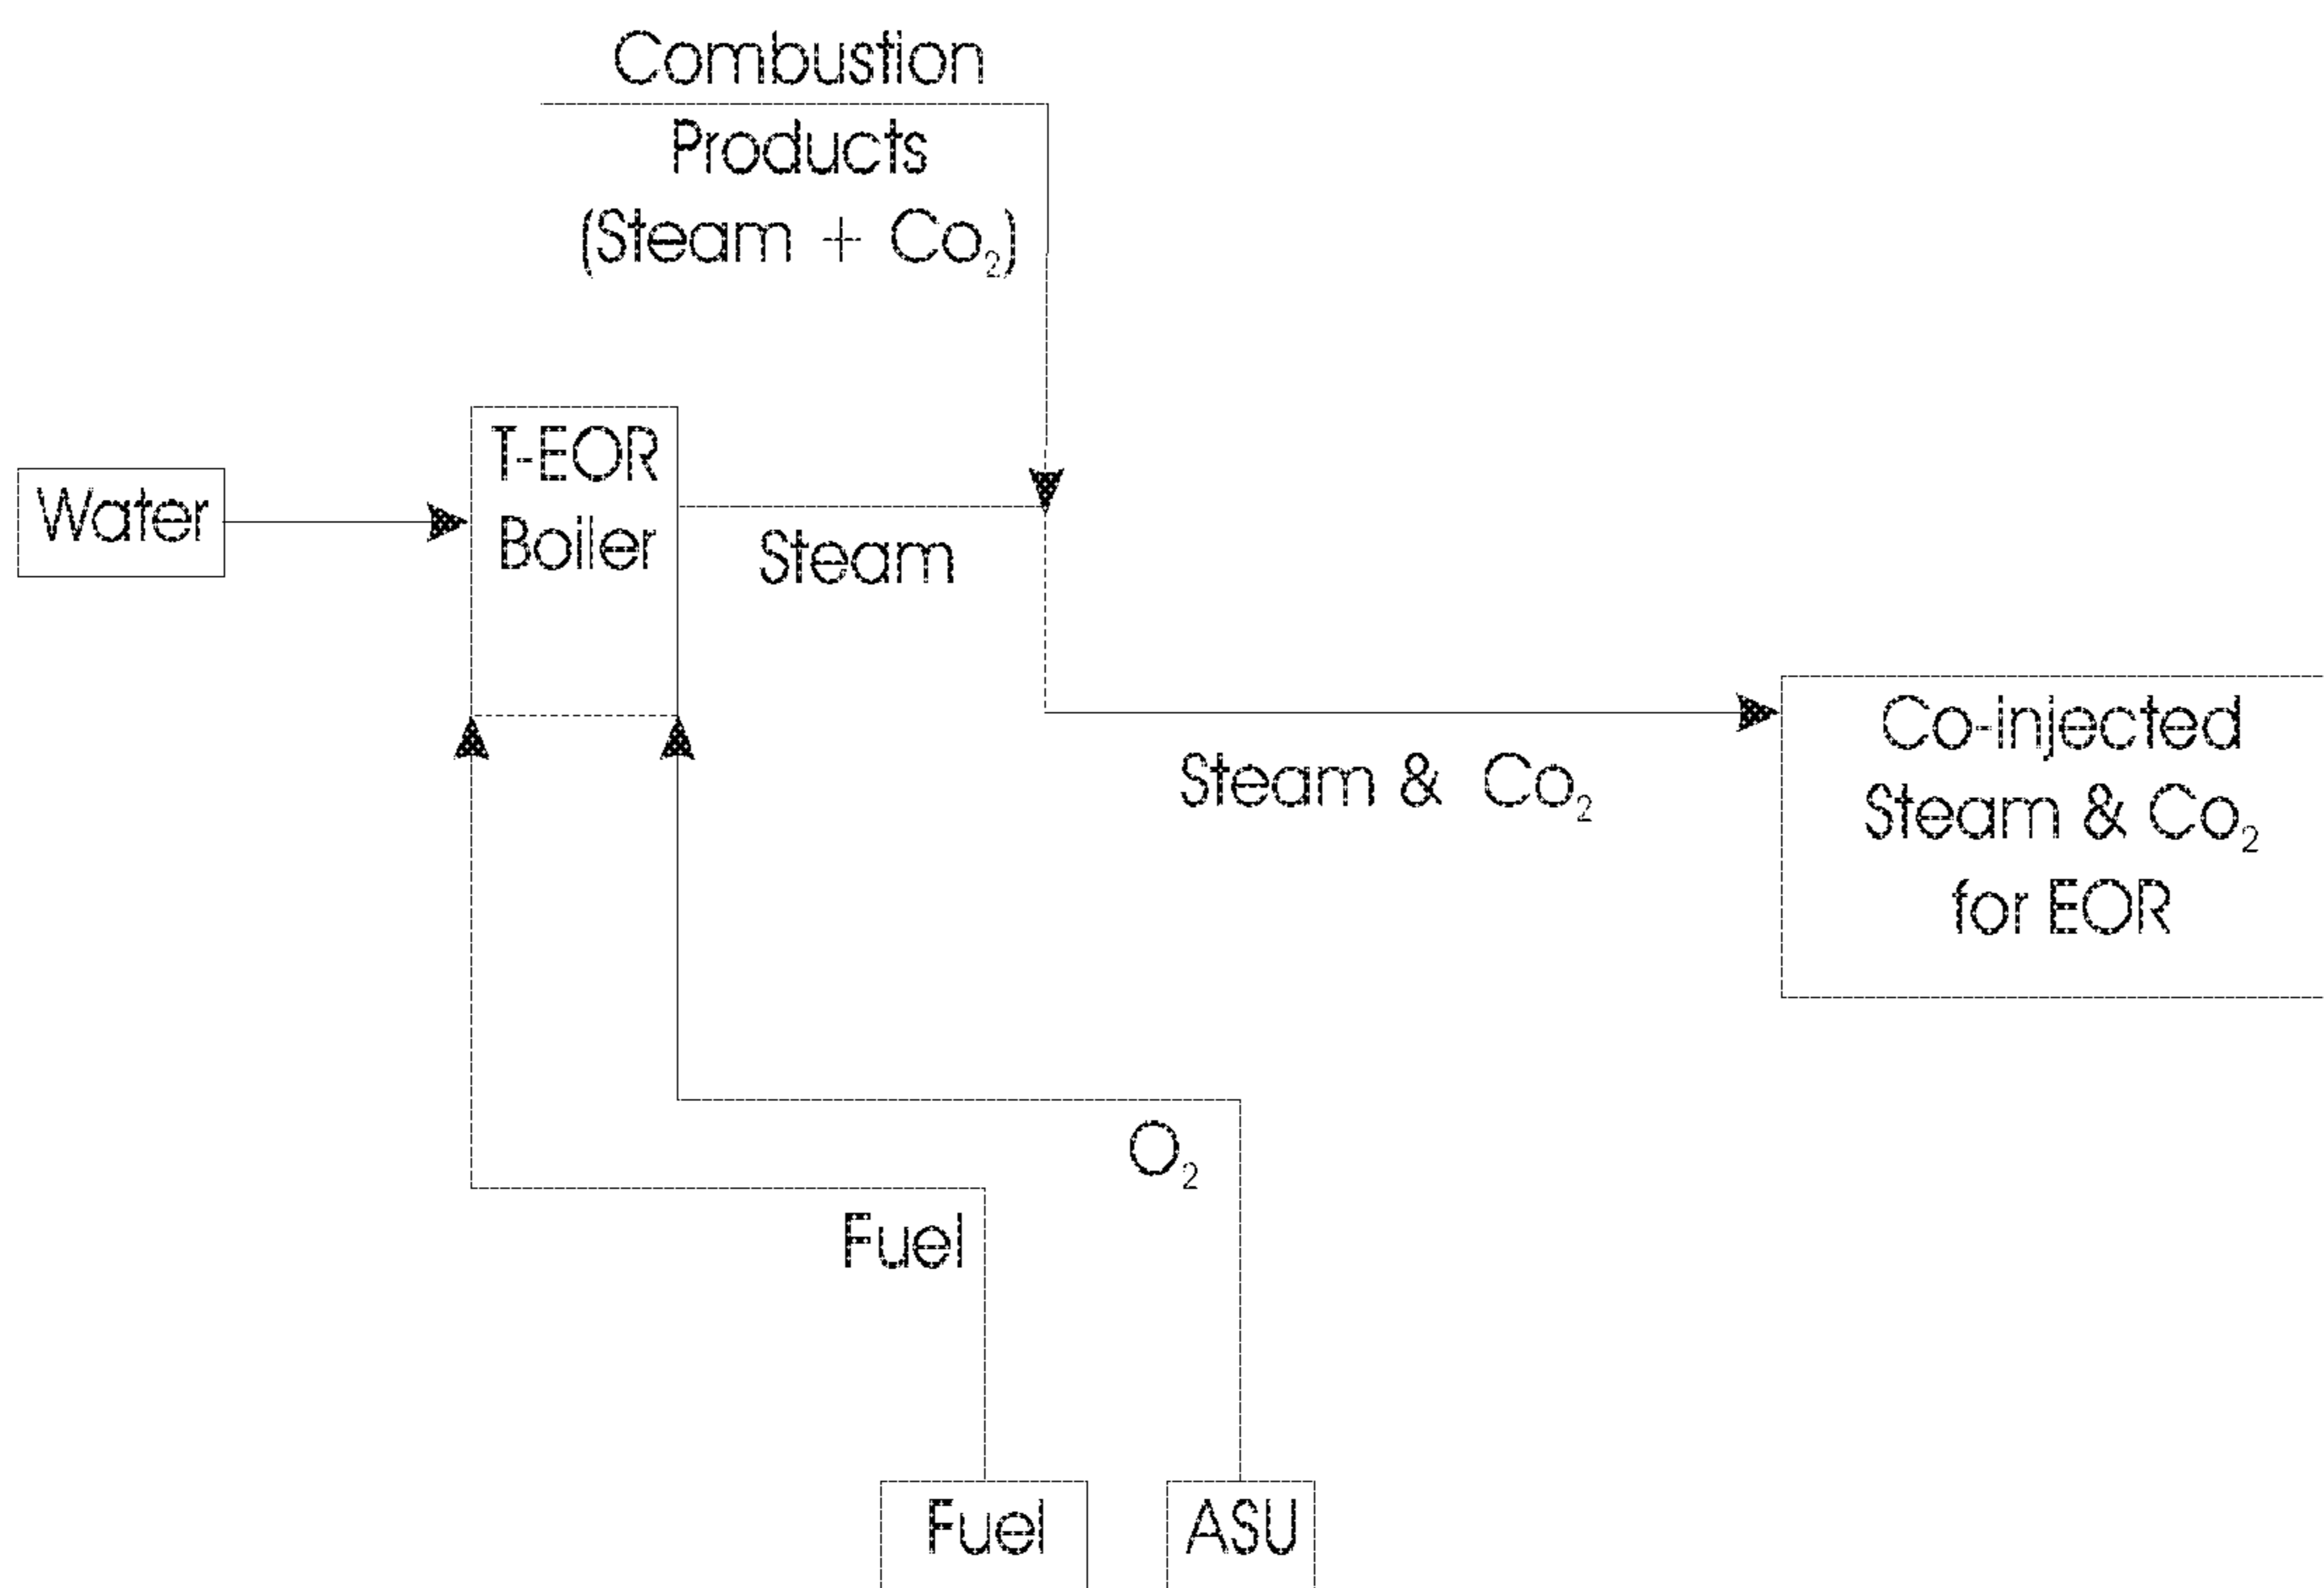 Combustion
Products
(Steam + Co₂)
Water
T-EOR
Boiler
Steam
Steam & Co₂
Co-injected
Steam & Co₂
for EOR
O₂
Fuel
Fuel
ASU